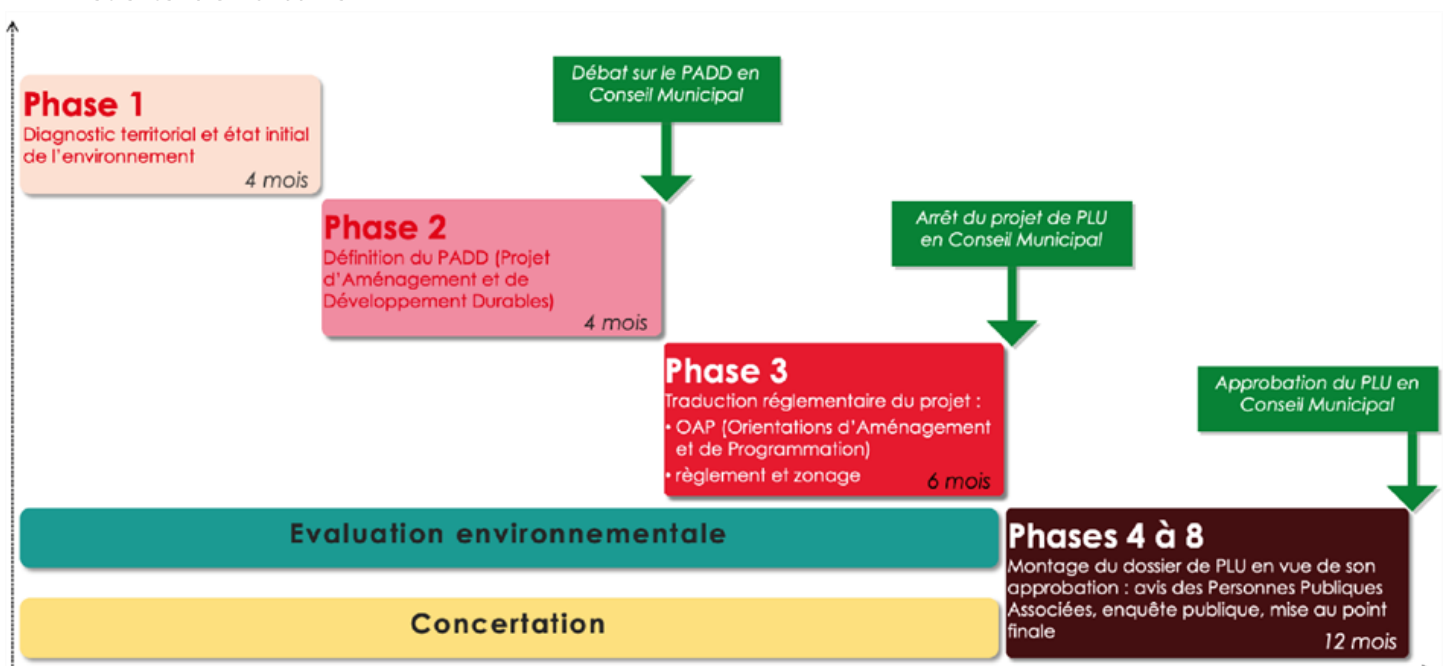 Débat sur le PADD en
Conseil Municipal
Phase 1
Diagnostic territorial et état initial
de l'environnement
4 mois
Phase 2
Définition du PADD (Projet
d'Aménagement et de
Développement Durables)
4 mois
Arrêt du projet de PLU
en Conseil Municipal
Phase 3
Traduction réglementaire du projet :
• OAP (Orientations d'Aménagement
et de Programmation)
• règlement et zonage
6 mois
Approbation du PLU en
Conseil Municipal
Evaluation environnementale
Concertation
Phases 4 à 8
Montage du dossier de PLU en vue de son
approbation : avis des Personnes Publiques
Associées, enquête publique, mise au point
finale
12 mois